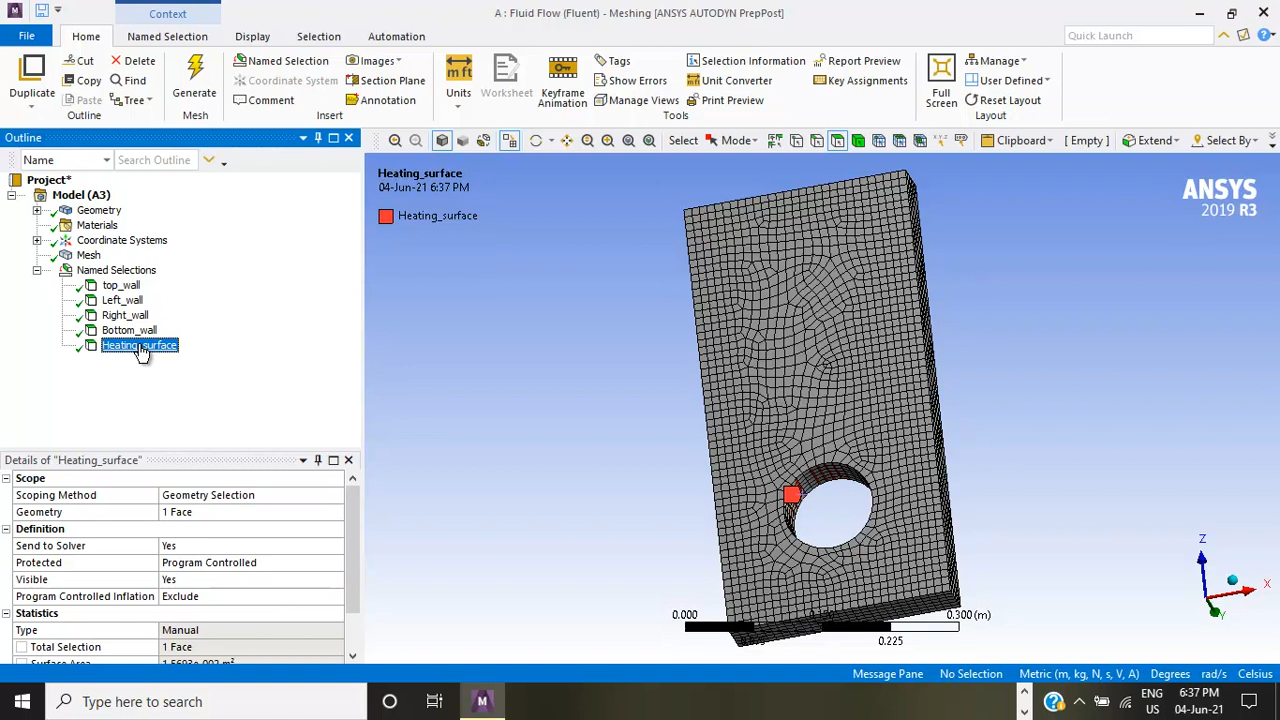 Context
A : Fluid Flow (Fluent) - Meshing [ANSYS AUTODYN PrepPost]
File
Home
Named Selection
Display
Selection
Automation
Quick Launch
Duplicate
Cut
Delete
Copy
Find
Paste
Tree
Outline
Generate
Mesh
Named Selection
Images
Coordinate System
Section Plane
Comment
Annotation
Insert
Units
Worksheet
Keyframe Animation
Tags
Selection Information
Report Preview
Show Errors
Unit Converter
Key Assignments
Manage Views
Print Preview
Tools
Full Screen
Manage
User Defined
Reset Layout
Layout
Outline
Name
Search Outline
Select
Mode
Clipboard
[ Empty ]
Extend
Select By
Project*
Model (A3)
Geometry
Materials
Coordinate Systems
Mesh
Named Selections
top_wall
Left_wall
Right_wall
Bottom_wall
Heating_surface
Details of "Heating_surface"
Scope
Scoping Method Geometry Selection
Geometry 1 Face
Definition
Send to Solver Yes
Protected Program Controlled
Visible Yes
Program Controlled Inflation Exclude
Statistics
Type Manual
Total Selection 1 Face
Heating_surface
04-Jun-21 6:37 PM
Heating_surface
ANSYS
2019 R3
0.000
0.300 (m)
0.225
Z
X
Y
Message Pane
No Selection
Metric (m, kg, N, s, V, A)
Degrees
rad/s
Celsius
Type here to search
ENG
US
6:37 PM
04-Jun-21